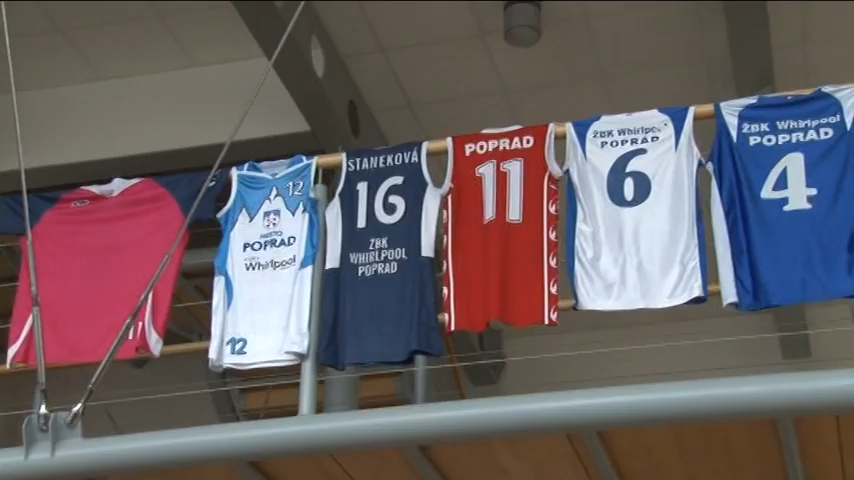 12
MESTO
POPRAD
Whirlpool
12
STANEKOVÁ
16
ŽBK
WHIRLPOOL
POPRAD
POPRAD
11
ŽBK Whirlpool
POPRAD
6
ŽBK Whirlpool
POPRAD
4